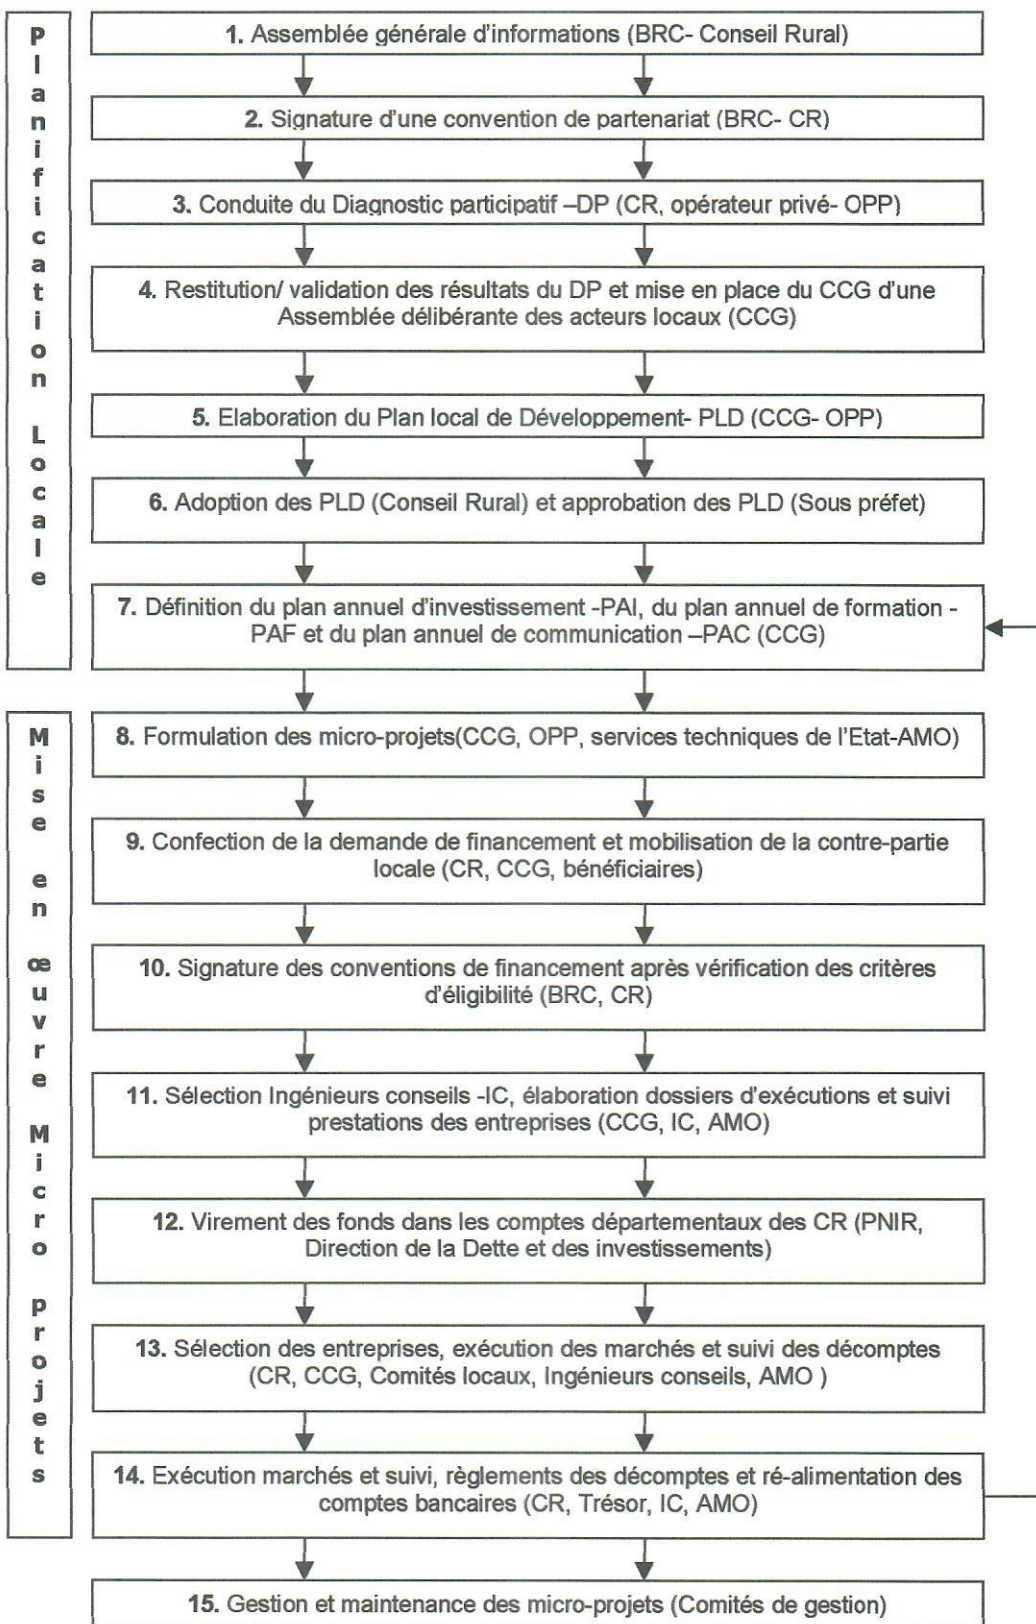 Planification Locale
1. Assemblée générale d'informations (BRC- Conseil Rural)
2. Signature d'une convention de partenariat (BRC- CR)
3. Conduite du Diagnostic participatif –DP (CR, opérateur privé- OPP)
4. Restitution/ validation des résultats du DP et mise en place du CCG d'une
Assemblée délibérante des acteurs locaux (CCG)
5. Elaboration du Plan local de Développement- PLD (CCG- OPP)
6. Adoption des PLD (Conseil Rural) et approbation des PLD (Sous préfet)
7. Définition du plan annuel d'investissement -PAI, du plan annuel de formation -
PAF et du plan annuel de communication –PAC (CCG)
Mise en œuvre Micro projets
8. Formulation des micro-projets(CCG, OPP, services techniques de l'Etat-AMO)
9. Confection de la demande de financement et mobilisation de la contre-partie
locale (CR, CCG, bénéficiaires)
10. Signature des conventions de financement après vérification des critères
d'éligibilité (BRC, CR)
11. Sélection Ingénieurs conseils -IC, élaboration dossiers d'exécutions et suivi
prestations des entreprises (CCG, IC, AMO)
12. Virement des fonds dans les comptes départementaux des CR (PNIR,
Direction de la Dette et des investissements)
13. Sélection des entreprises, exécution des marchés et suivi des décomptes
(CR, CCG, Comités locaux, Ingénieurs conseils, AMO )
14. Exécution marchés et suivi, règlements des décomptes et ré-alimentation des
comptes bancaires (CR, Trésor, IC, AMO)
15. Gestion et maintenance des micro-projets (Comités de gestion)